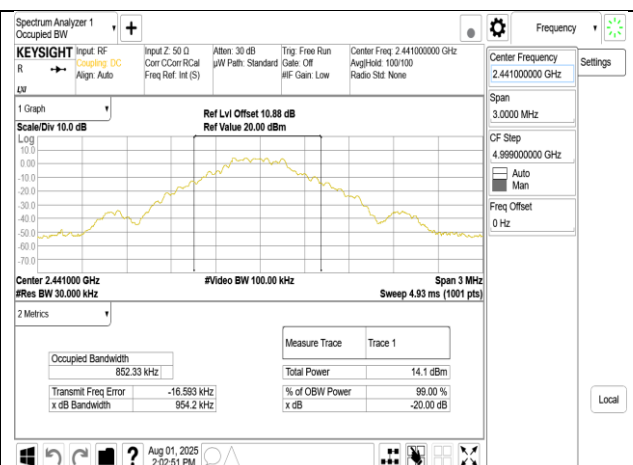 Spectrum Analyzer 1
Occupied BW
Frequency
KEYSIGHT
R
LXI
Input: RF
Coupling: DC
Align: Auto
Input Z: 50 Ω
Corr CCorr RCal
Freq Ref: Int (S)
Atten: 30 dB
µW Path: Standard
Trig: Free Run
Gate: Off
#IF Gain: Low
Center Freq: 2.441000000 GHz
Avg|Hold: 100/100
Radio Std: None
Center Frequency
2.441000000 GHz
Settings
Span
3.0000 MHz
CF Step
4.999000000 GHz
Auto
Man
Freq Offset
0 Hz
Local
1 Graph
Scale/Div 10.0 dB
Ref Lvl Offset 10.88 dB
Ref Value 20.00 dBm
Log
10.0
0.00
-10.0
-20.0
-30.0
-40.0
-50.0
-60.0
-70.0
Center 2.441000 GHz
#Res BW 30.000 kHz
#Video BW 100.00 kHz
Span 3 MHz
Sweep 4.93 ms (1001 pts)
2 Metrics
Occupied Bandwidth
852.33 kHz
Transmit Freq Error -16.593 kHz
x dB Bandwidth 954.2 kHz
Measure Trace Trace 1
Total Power 14.1 dBm
% of OBW Power 99.00 %
x dB -20.00 dB
?
Aug 01, 2025
2:02:51 PM